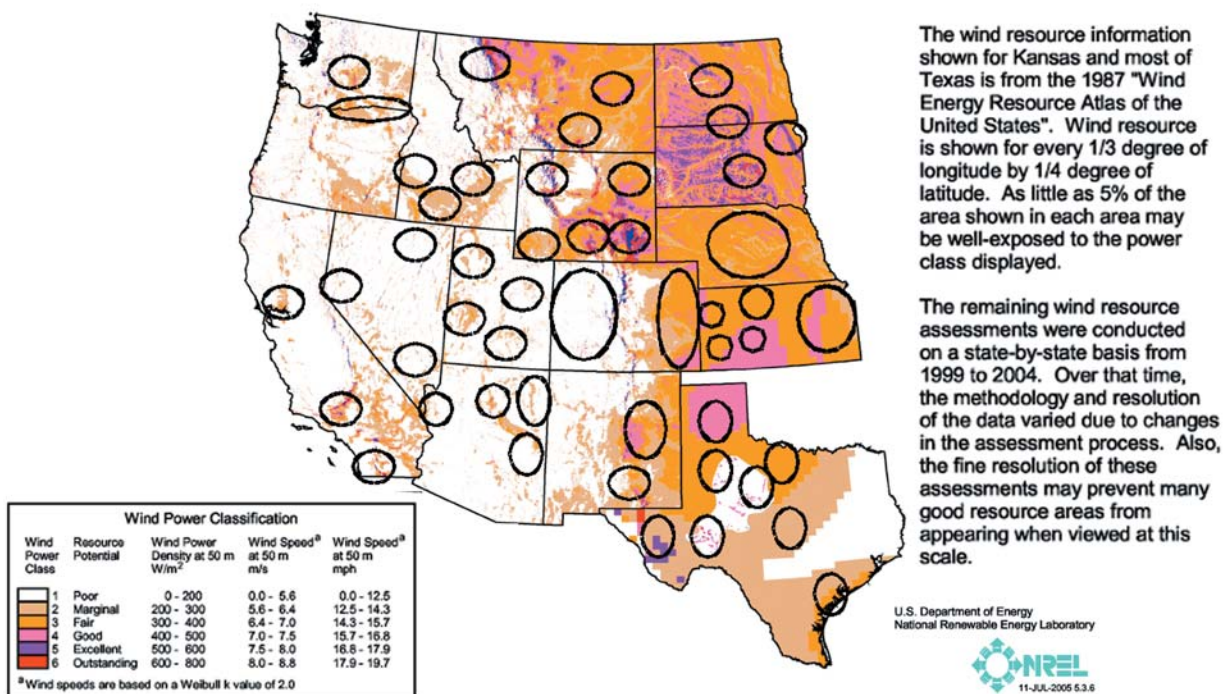 The wind resource information
shown for Kansas and most of
Texas is from the 1987 "Wind
Energy Resource Atlas of the
United States". Wind resource
is shown for every 1/3 degree of
longitude by 1/4 degree of
latitude. As little as 5% of the
area shown in each area may
be well-exposed to the power
class displayed.
The remaining wind resource
assessments were conducted
on a state-by-state basis from
1999 to 2004. Over that time,
the methodology and resolution
of the data varied due to changes
in the assessment process. Also,
the fine resolution of these
assessments may prevent many
good resource areas from
appearing when viewed at this
scale.
Wind Power Classification
Wind Resource Wind Power Wind Speedᵃ Wind Speedᵃ
Power Potential Density at 50 m at 50 m at 50 m
Class W/m² m/s mph
1 Poor 0 - 200 0.0 - 5.6 0.0 - 12.5
2 Marginal 200 - 300 5.6 - 6.4 12.5 - 14.3
3 Fair 300 - 400 6.4 - 7.0 14.3 - 15.7
4 Good 400 - 500 7.0 - 7.5 15.7 - 16.8
5 Excellent 500 - 600 7.5 - 8.0 16.8 - 17.9
6 Outstanding 600 - 800 8.0 - 8.8 17.9 - 19.7
ᵃ Wind speeds are based on a Weibull k value of 2.0
U.S. Department of Energy
National Renewable Energy Laboratory
NREL
11-JUL-2005 5.3.6